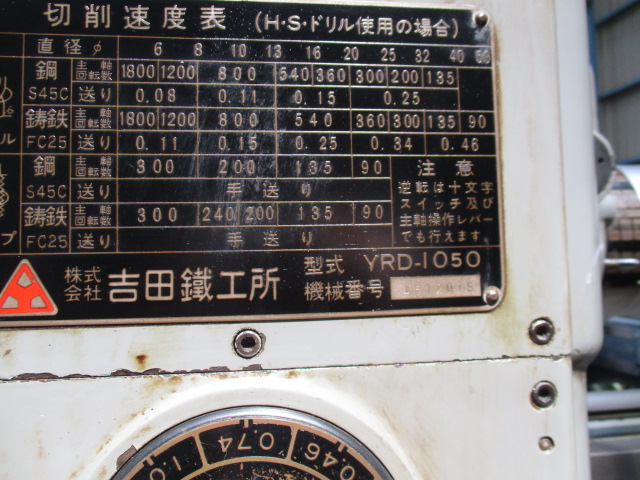 切削速度表 (H・S・ドリル使用の場合)
直径 φ 6 8 10 13 16 20 25 32 40 50
鋼 主軸回転数 1800 1200 800 540 360 300 200 135
S45C 送り 0.08 0.11 0.15 0.25
ル
鋳鉄 主軸回転数 1800 1200 800 540 360 300 135 90
FC25 送り 0.11 0.15 0.25 0.34 0.46
鋼 主軸回転数 300 200 135 90
S45C 送り 手送り
鋳鉄 主軸回転数 300 240 200 135 90
プ
FC25 送り 手送り
注意
逆転は十文字
スイッチ及び
主軸操作レバー
でも行えます
株式会社 吉田鐵工所
型式 YRD-1050
機械番号
1.0 0.74 0.46